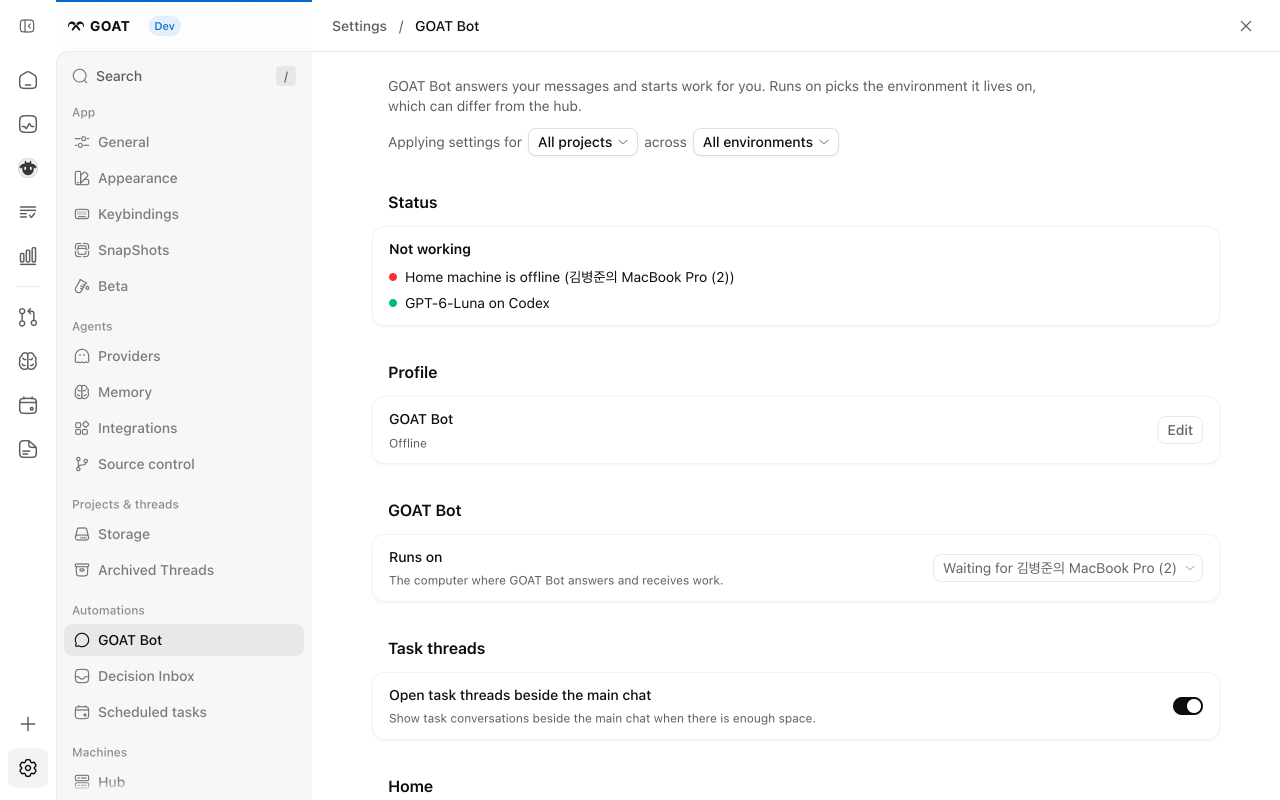 GOAT
Dev
Settings / GOAT Bot
Search
/
App
General
Appearance
Keybindings
SnapShots
Beta
Agents
Providers
Memory
Integrations
Source control
Projects & threads
Storage
Archived Threads
Automations
GOAT Bot
Decision Inbox
Scheduled tasks
Machines
Hub
GOAT Bot answers your messages and starts work for you. Runs on picks the environment it lives on,
which can differ from the hub.
Applying settings for All projects across All environments
Status
Not working
Home machine is offline (김병준의 MacBook Pro (2))
GPT-6-Luna on Codex
Profile
GOAT Bot
Offline
Edit
GOAT Bot
Runs on
The computer where GOAT Bot answers and receives work.
Waiting for 김병준의 MacBook Pro (2)
Task threads
Open task threads beside the main chat
Show task conversations beside the main chat when there is enough space.
Home